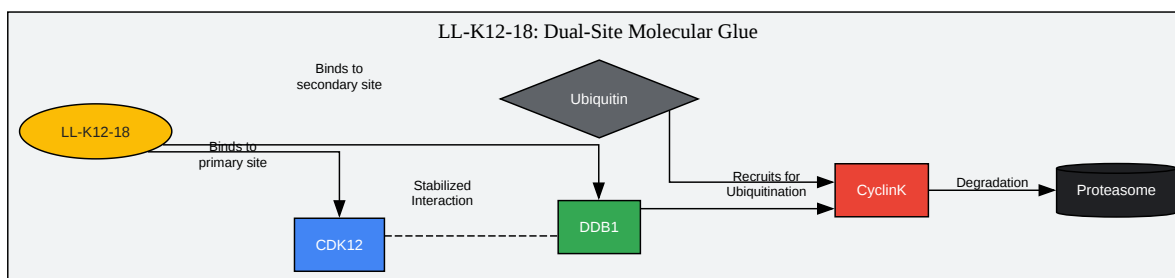 LL-K12-18: Dual-Site Molecular Glue
Binds to
secondary site
Ubiquitin
LL-K12-18
Binds to
primary site
Stabilized
Interaction
Recruits for
Ubiquitination
CyclinK
Degradation
Proteasome
CDK12
DDB1